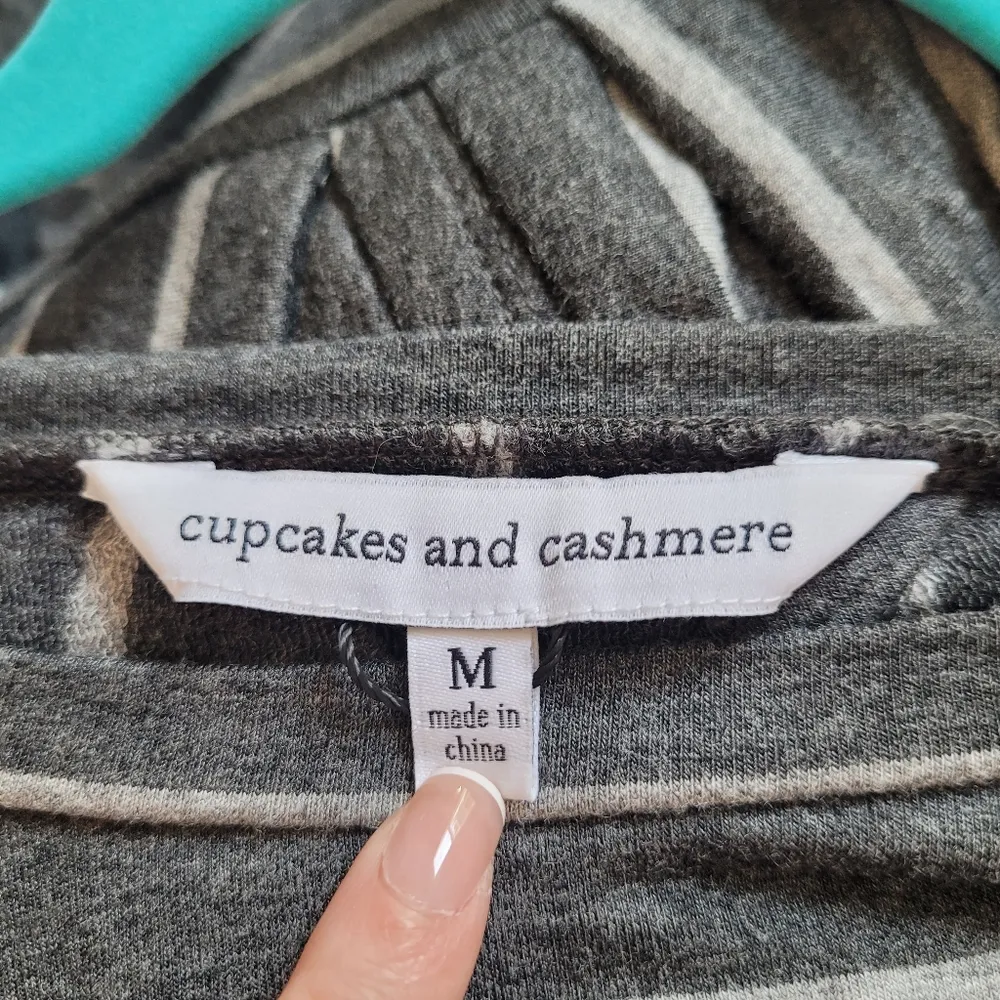 cupcakes and cashmere
M
made in
china